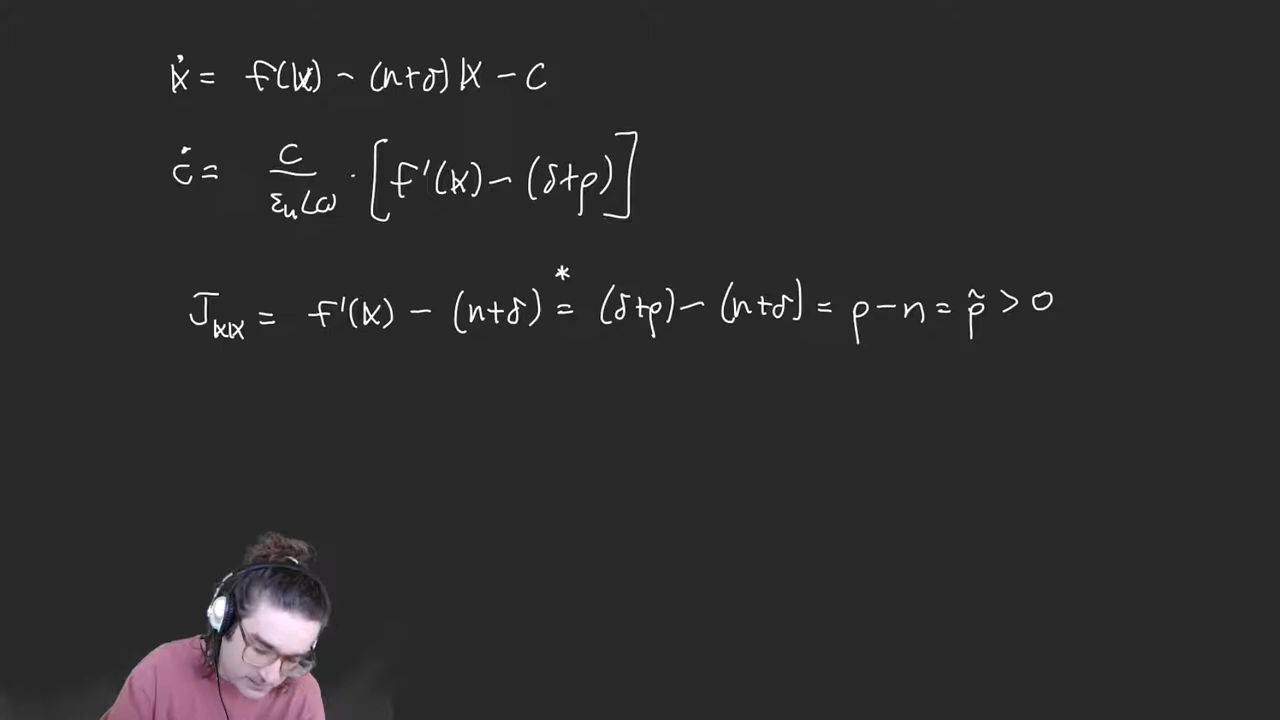 k̇ = f(k) - (n+δ)k - c
ċ = c/(ε_u'(c)) · [f'(k) - (δ+ρ)]
J_kk = f'(k) - (n+δ) =* (δ+ρ) - (n+δ) = ρ - n = ρ̃ > 0